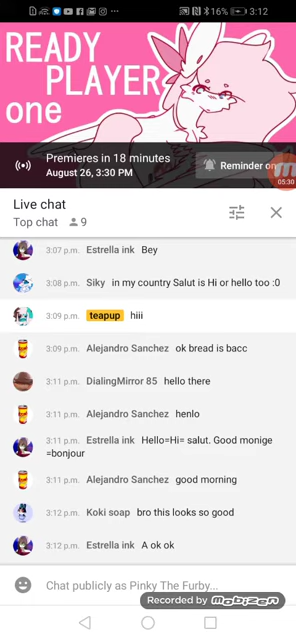 16% 3:12
READY
PLAYER
one
Premieres in 18 minutes
August 26, 3:30 PM
Reminder on
05:30
Live chat
Top chat 9
3:07 p.m. Estrella ink Bey
3:08 p.m. Siky in my country Salut is Hi or hello too :0
3:09 p.m. teapup hiii
3:09 p.m. Alejandro Sanchez ok bread is bacc
3:11 p.m. DialingMirror 85 hello there
3:11 p.m. Alejandro Sanchez henlo
3:11 p.m. Estrella ink Hello=Hi= salut. Good monige
=bonjour
3:11 p.m. Alejandro Sanchez good morning
3:12 p.m. Koki soap bro this looks so good
3:12 p.m. Estrella ink A ok ok
Chat publicly as Pinky The Furby...
Recorded by Mobizen